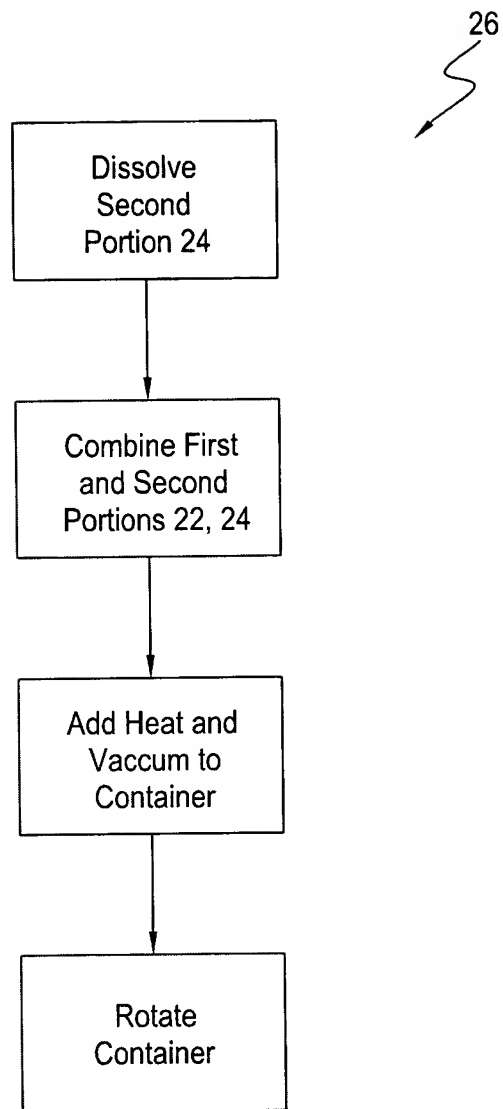 26
Dissolve
Second
Portion 24
Combine First
and Second
Portions 22, 24
Add Heat and
Vaccum to
Container
Rotate
Container